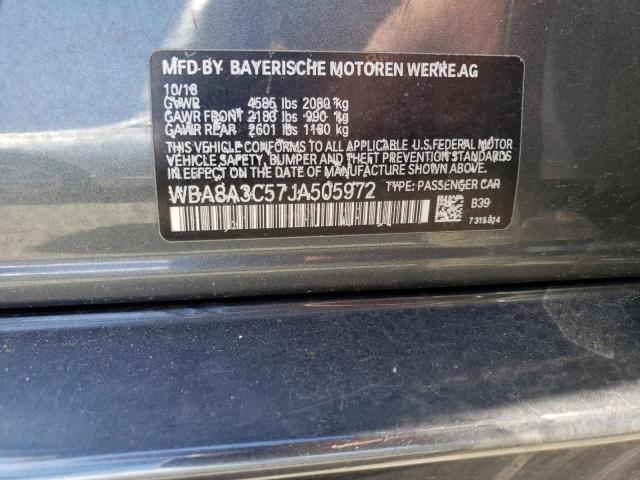 MFD BY BAYERISCHE MOTOREN WERKE AG
10/18
GVWR 4585 lbs 2080 kg
GAWR FRONT 2183 lbs 990 kg
GAWR REAR 2601 lbs 1180 kg
THIS VEHICLE CONFORMS TO ALL APPLICABLE U.S. FEDERAL MOTOR
VEHICLE SAFETY, BUMPER AND THEFT PREVENTION STANDARDS
IN EFFECT ON THE DATE OF MANUFACTURE SHOWN ABOVE.
WBA8A3C57JA505972 TYPE: PASSENGER CAR
B39